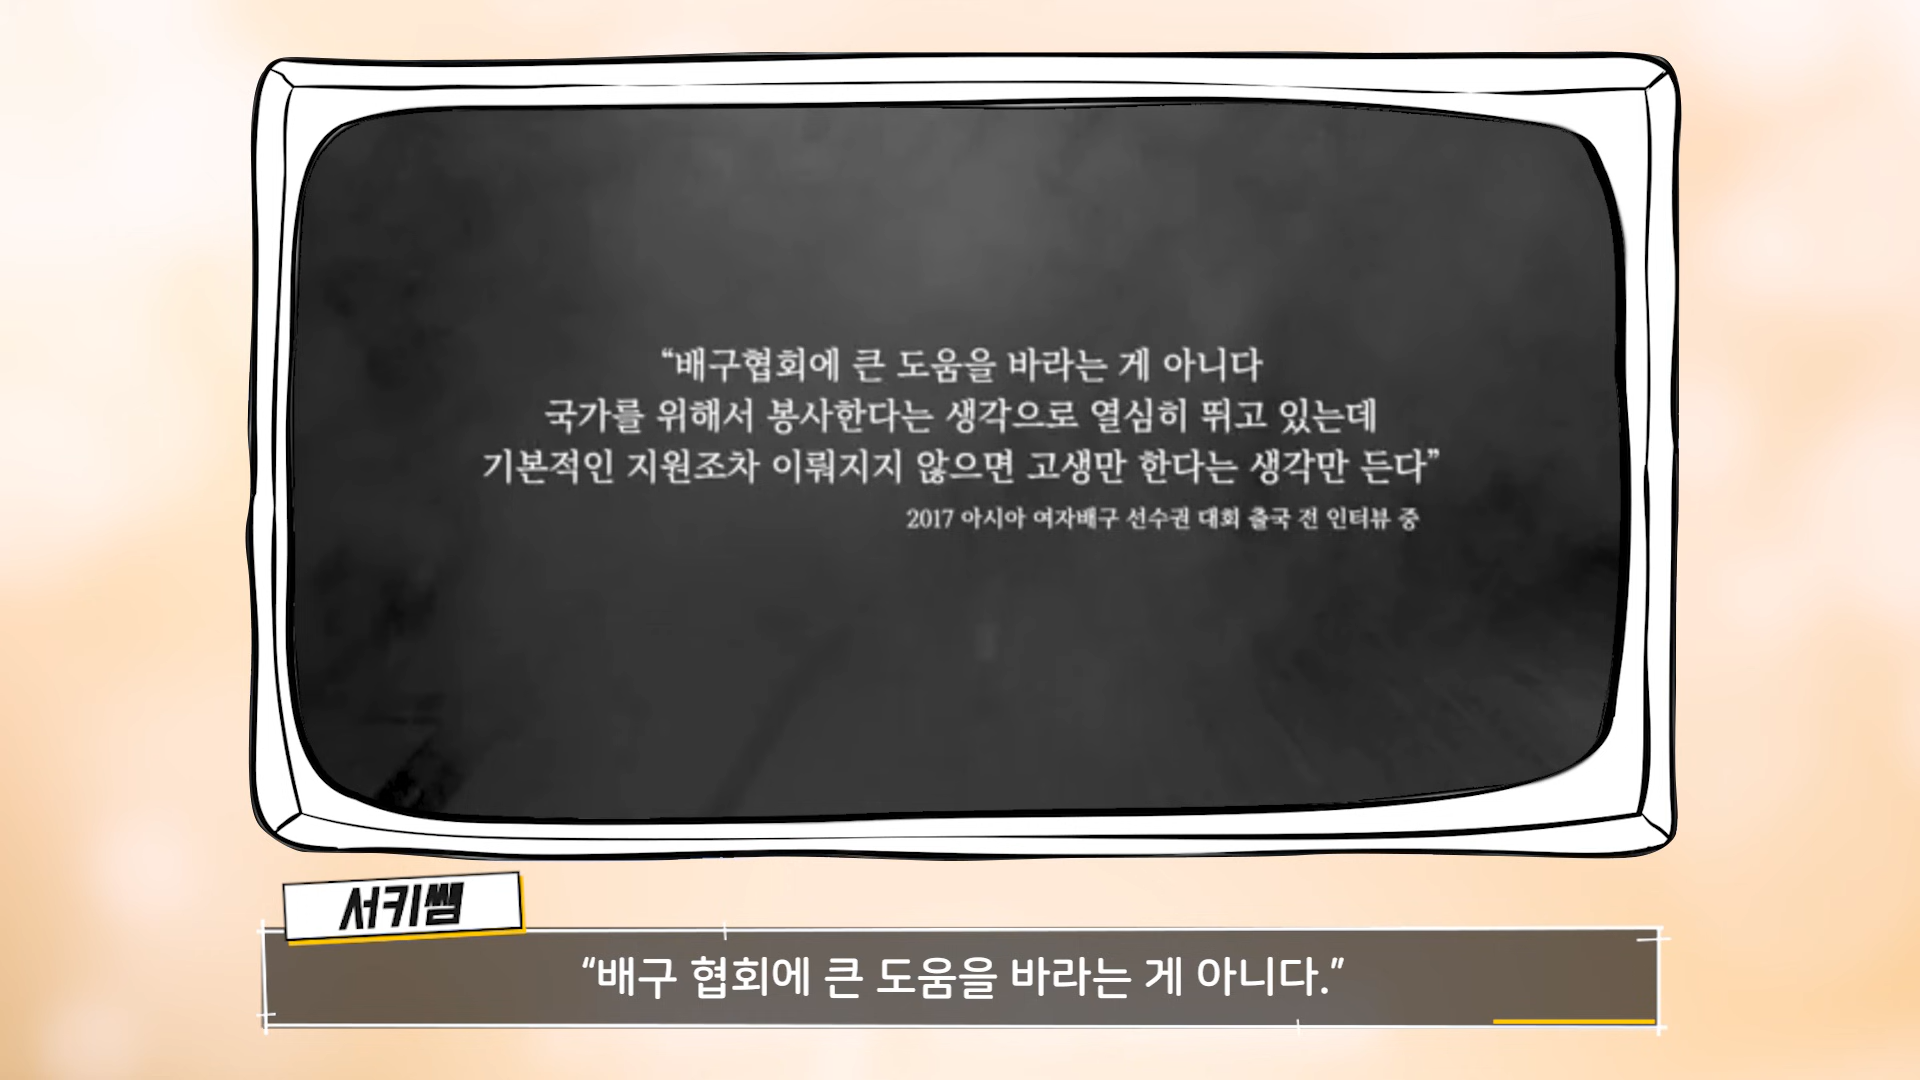 “배구협회에 큰 도움을 바라는 게 아니다
국가를 위해서 봉사한다는 생각으로 열심히 뛰고 있는데
기본적인 지원조차 이뤄지지 않으면 고생만 한다는 생각만 든다”
2017 아시아 여자배구 선수권 대회 출국 전 인터뷰 중
서키쌤
“배구 협회에 큰 도움을 바라는 게 아니다.”